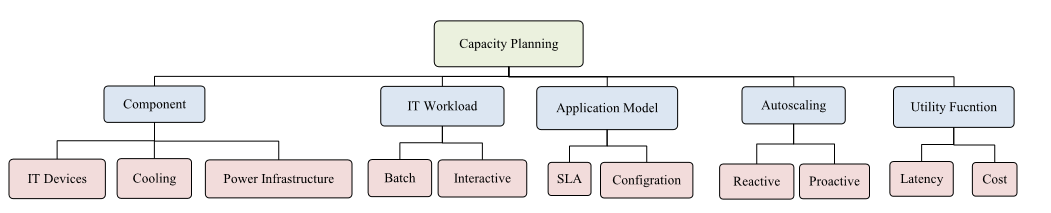 Capacity Planning
Component
IT Workload
Application Model
Autoscaling
Utility Fucntion
IT Devices
Cooling
Power Infrastructure
Batch
Interactive
SLA
Configration
Reactive
Proactive
Latency
Cost